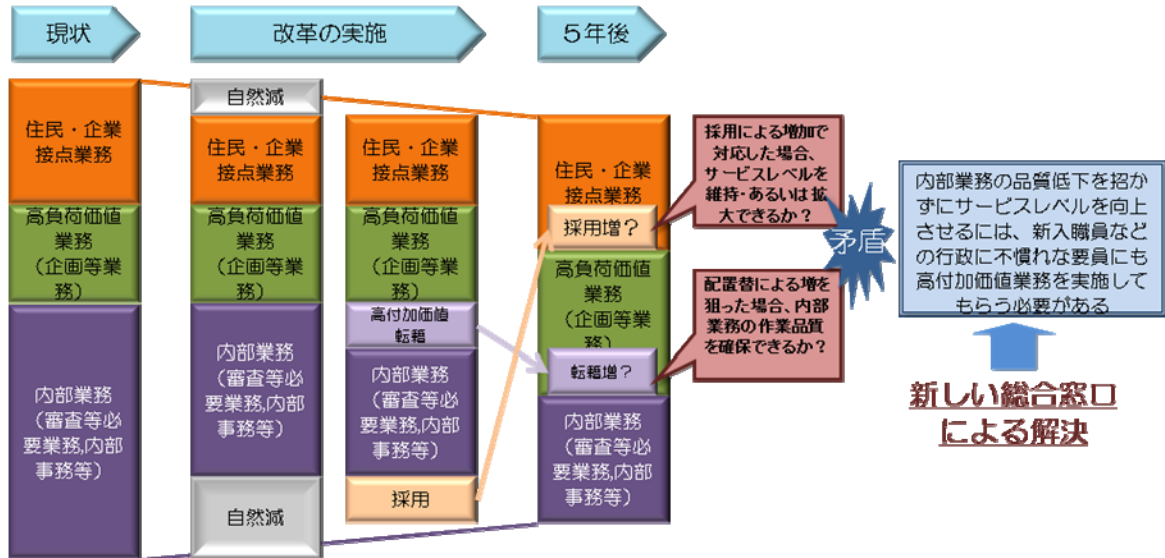 現状
改革の実施
5年後
住民・企業
接点業務
高負荷価値
業務
(企画等業
務)
内部業務
(審査等必
要業務,内部
事務等)
自然減
住民・企業
接点業務
高負荷価値
業務
(企画等業
務)
内部業務
(審査等必
要業務,内部
事務等)
自然減
住民・企業
接点業務
高負荷価値
業務
(企画等業
務)
高付加価値
転籍
内部業務
(審査等必
要業務,内部
事務等)
採用
住民・企業
接点業務
採用増?
高負荷価値
業務
(企画等業
務)
転籍増?
内部業務
(審査等必
要業務,内部
事務等)
採用による増加で
対応した場合、
サービスレベルを
維持・あるいは拡
大できるか?
配置替による増を
狙った場合、内部
業務の作業品質
を確保できるか?
矛盾
内部業務の品質低下を招か
ずにサービスレベルを向上
させるには、新入職員など
の行政に不慣れな要員にも
高付加価値業務を実施して
もらう必要がある
新しい総合窓口
による解決